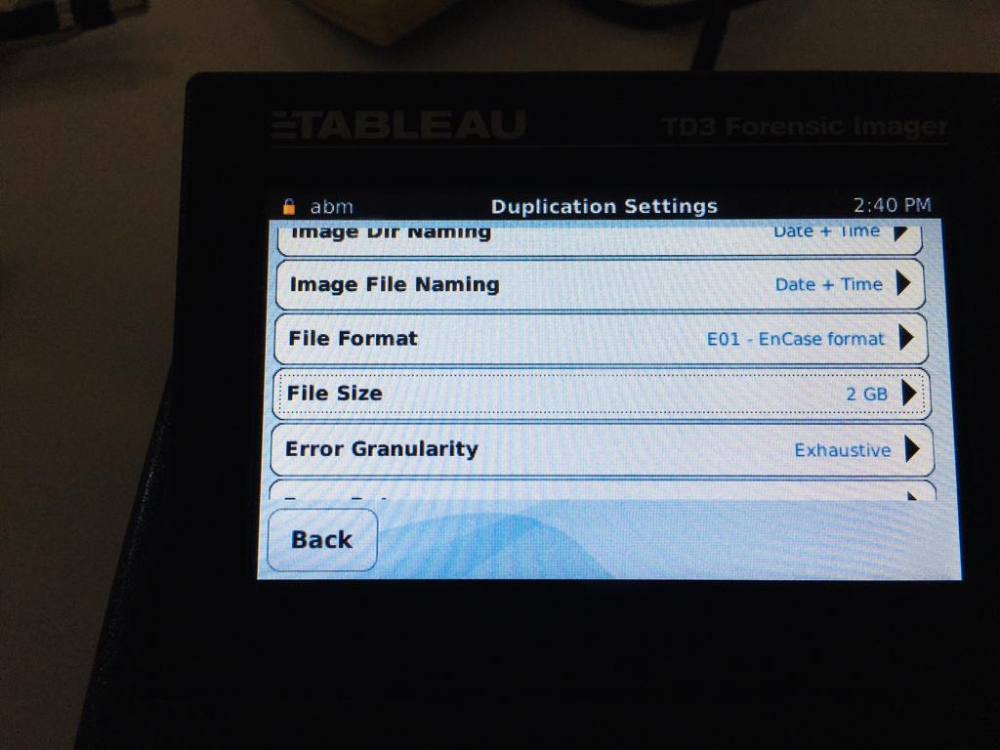 TABLEAU TD3 Forensic Imager
abm Duplication Settings 2:40 PM
Image Dir Naming Date + Time
Image File Naming Date + Time
File Format E01 - EnCase format
File Size 2 GB
Error Granularity Exhaustive
Back